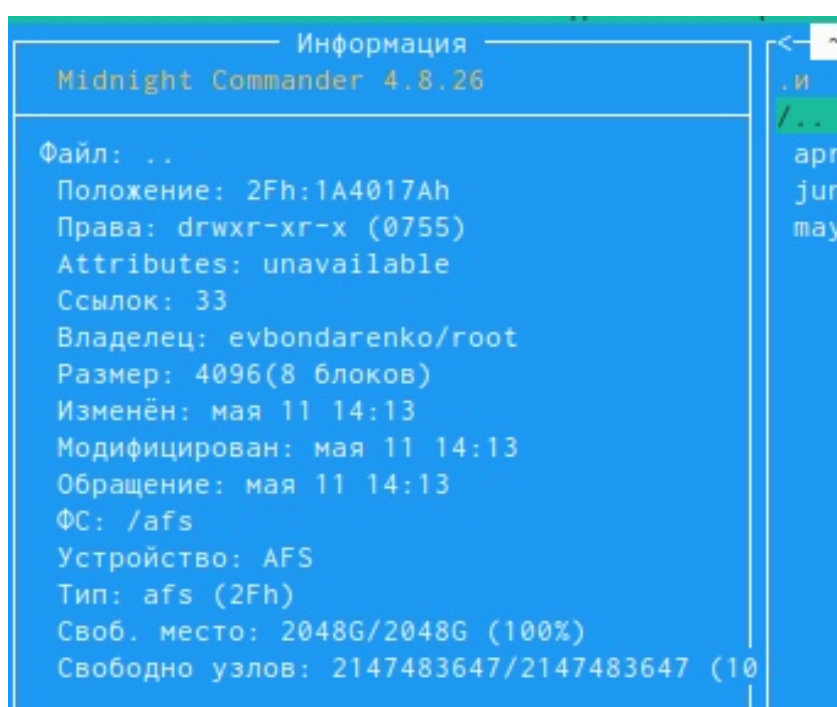 Информация
Midnight Commander 4.8.26
Файл: ..
Положение: 2Fh:1A4017Ah
Права: drwxr-xr-x (0755)
Attributes: unavailable
Ссылок: 33
Владелец: evbondarenko/root
Размер: 4096(8 блоков)
Изменён: мая 11 14:13
Модифицирован: мая 11 14:13
Обращение: мая 11 14:13
ФС: /afs
Устройство: AFS
Тип: afs (2Fh)
Своб. место: 2048G/2048G (100%)
Свободно узлов: 2147483647/2147483647 (10
<─ ~
.и
/..
apr
jun
may